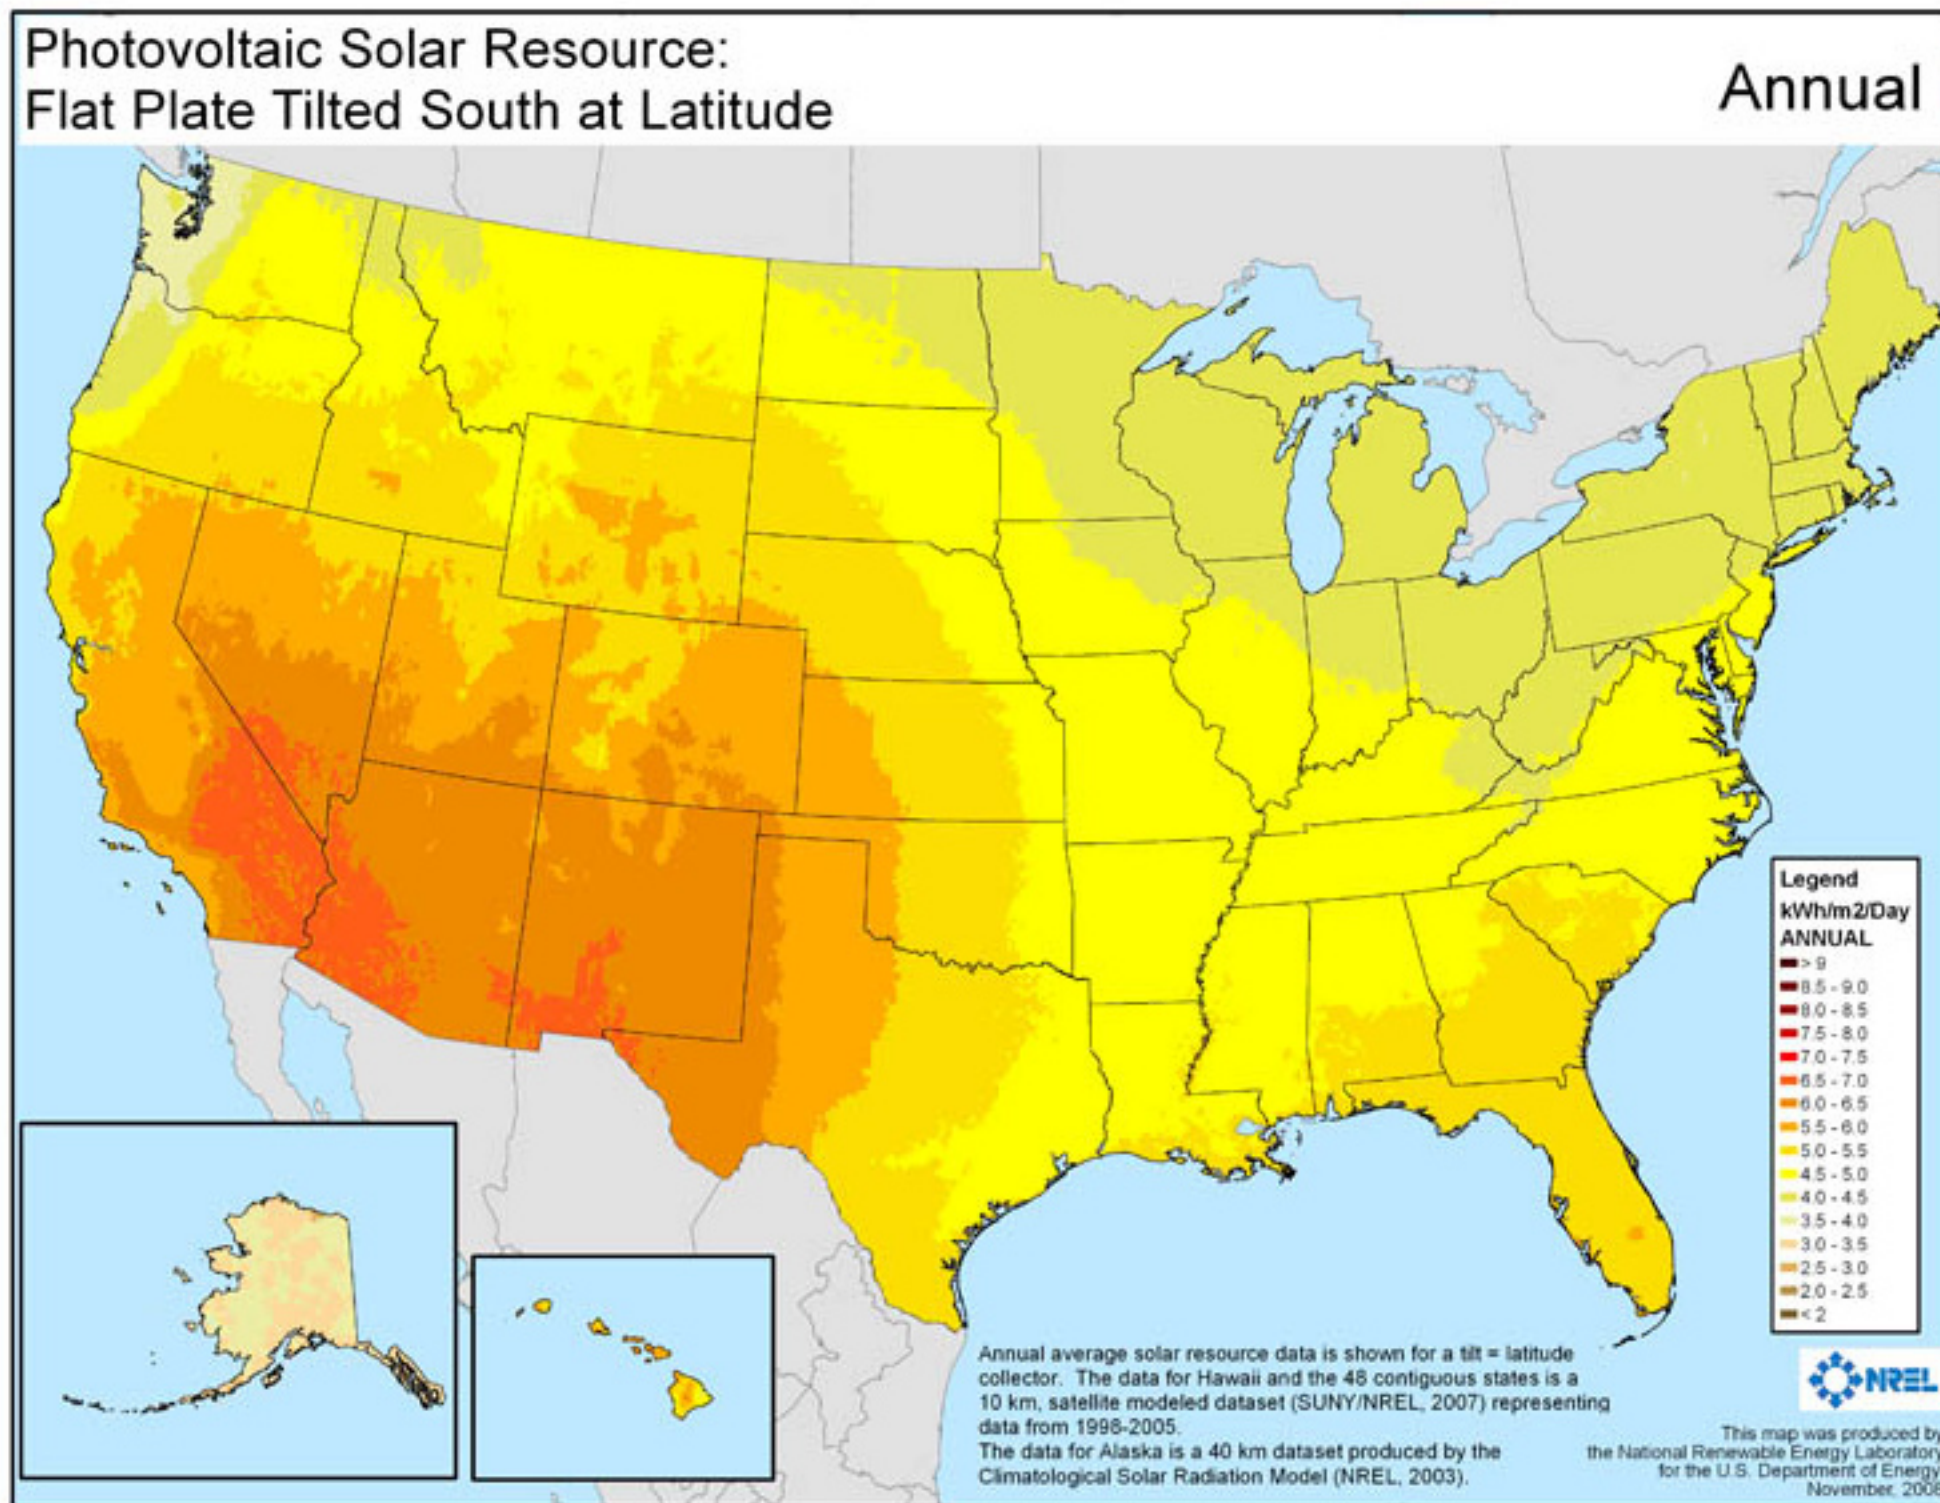 Photovoltaic Solar Resource:
Flat Plate Tilted South at Latitude
Annual
Legend
kWh/m2/Day
ANNUAL
> 9
8.5 - 9.0
8.0 - 8.5
7.5 - 8.0
7.0 - 7.5
6.5 - 7.0
6.0 - 6.5
5.5 - 6.0
5.0 - 5.5
4.5 - 5.0
4.0 - 4.5
3.5 - 4.0
3.0 - 3.5
2.5 - 3.0
2.0 - 2.5
< 2
Annual average solar resource data is shown for a tilt = latitude
collector. The data for Hawaii and the 48 contiguous states is a
10 km, satellite modeled dataset (SUNY/NREL, 2007) representing
data from 1998-2005.
The data for Alaska is a 40 km dataset produced by the
Climatological Solar Radiation Model (NREL, 2003).
NREL
This map was produced by
the National Renewable Energy Laboratory
for the U.S. Department of Energy
November, 2008